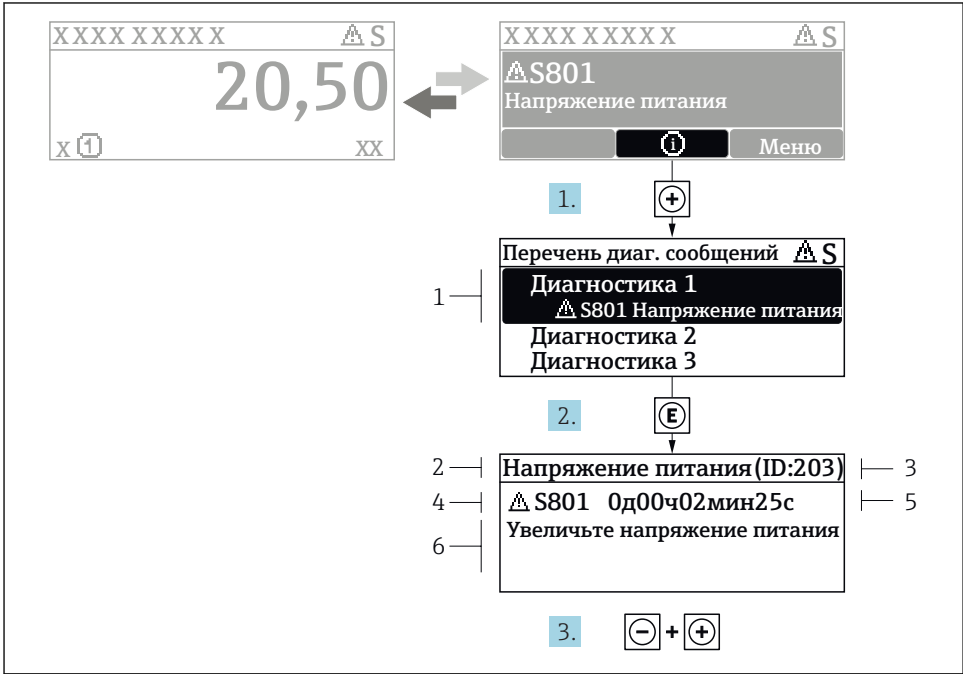 XXXX XXXXX S
20,50
X 1 XX
XXXX XXXXX S
S801
Напряжение питания
i Меню
1. +
Перечень диаг. сообщений S
1
Диагностика 1
S801 Напряжение питания
Диагностика 2
Диагностика 3
2. E
2 Напряжение питания (ID:203) 3
4 S801 0д00ч02мин25с 5
6 Увеличьте напряжение питания
3. - + +